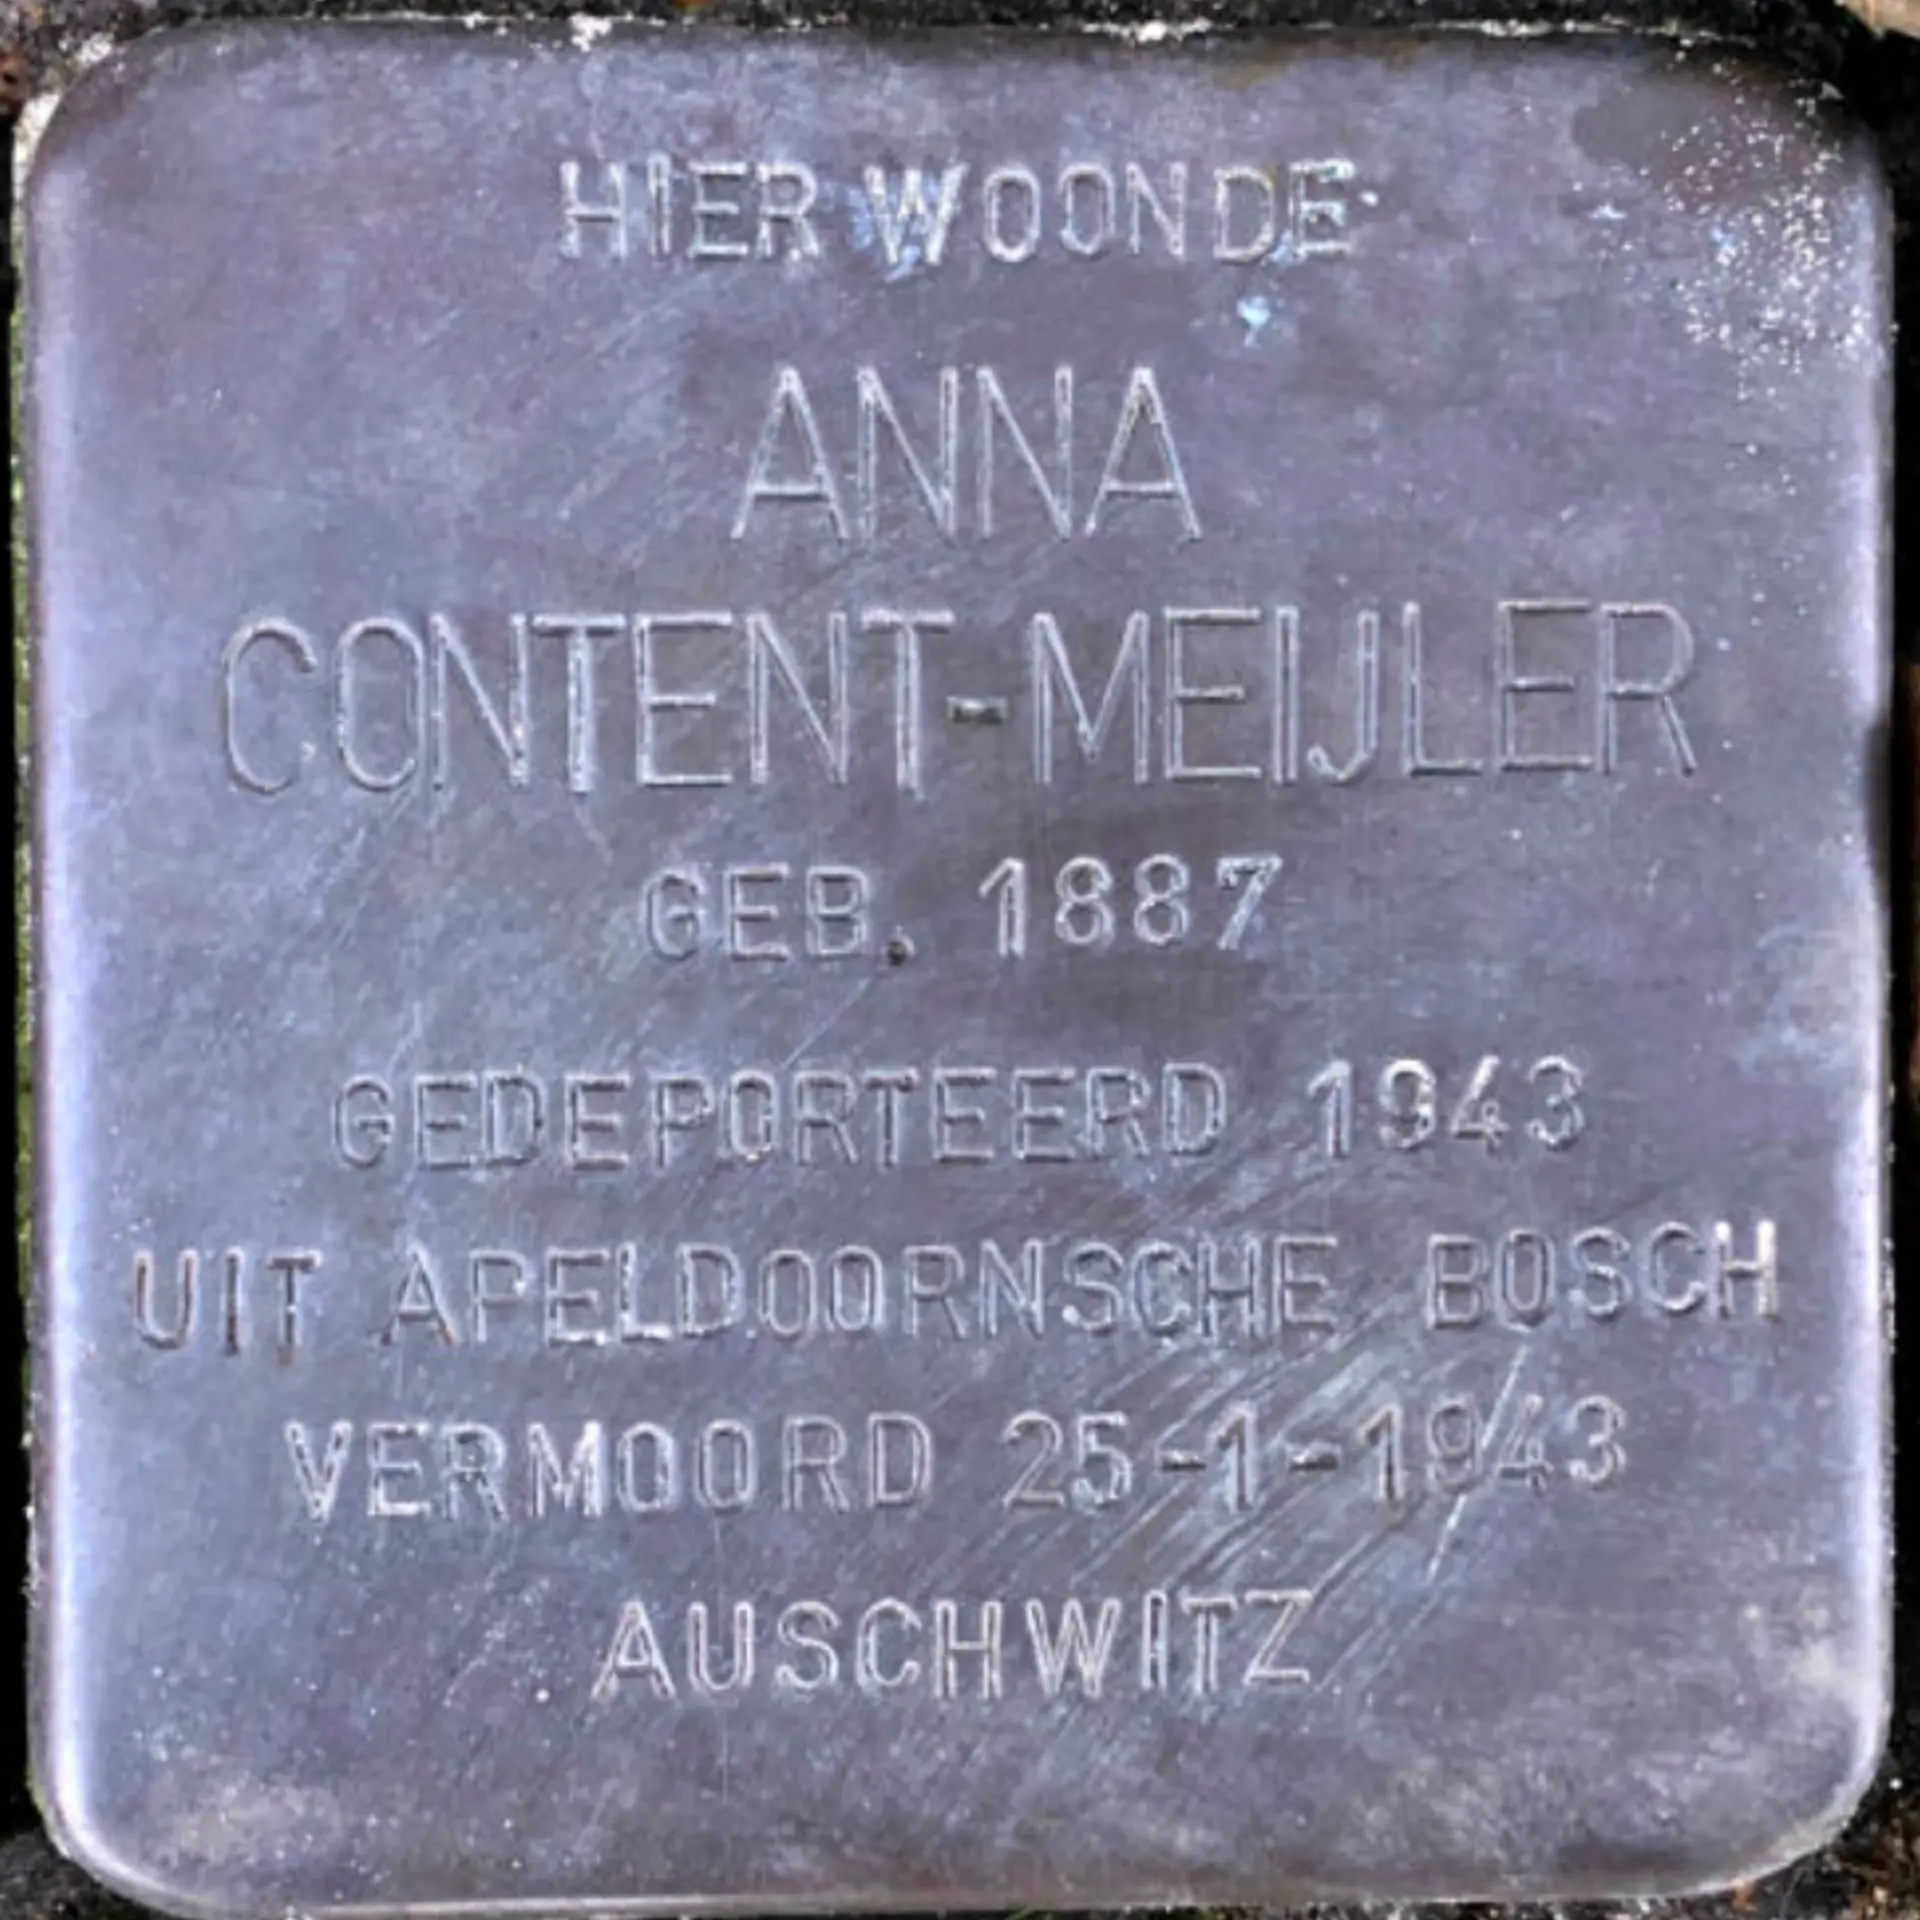 HIER WOONDE
ANNA
CONTENT-MEIJLER
GEB. 1887
GEDEPORTEERD 1943
UIT APELDOORNSCHE BOSCH
VERMOORD 25-1-1943
AUSCHWITZ